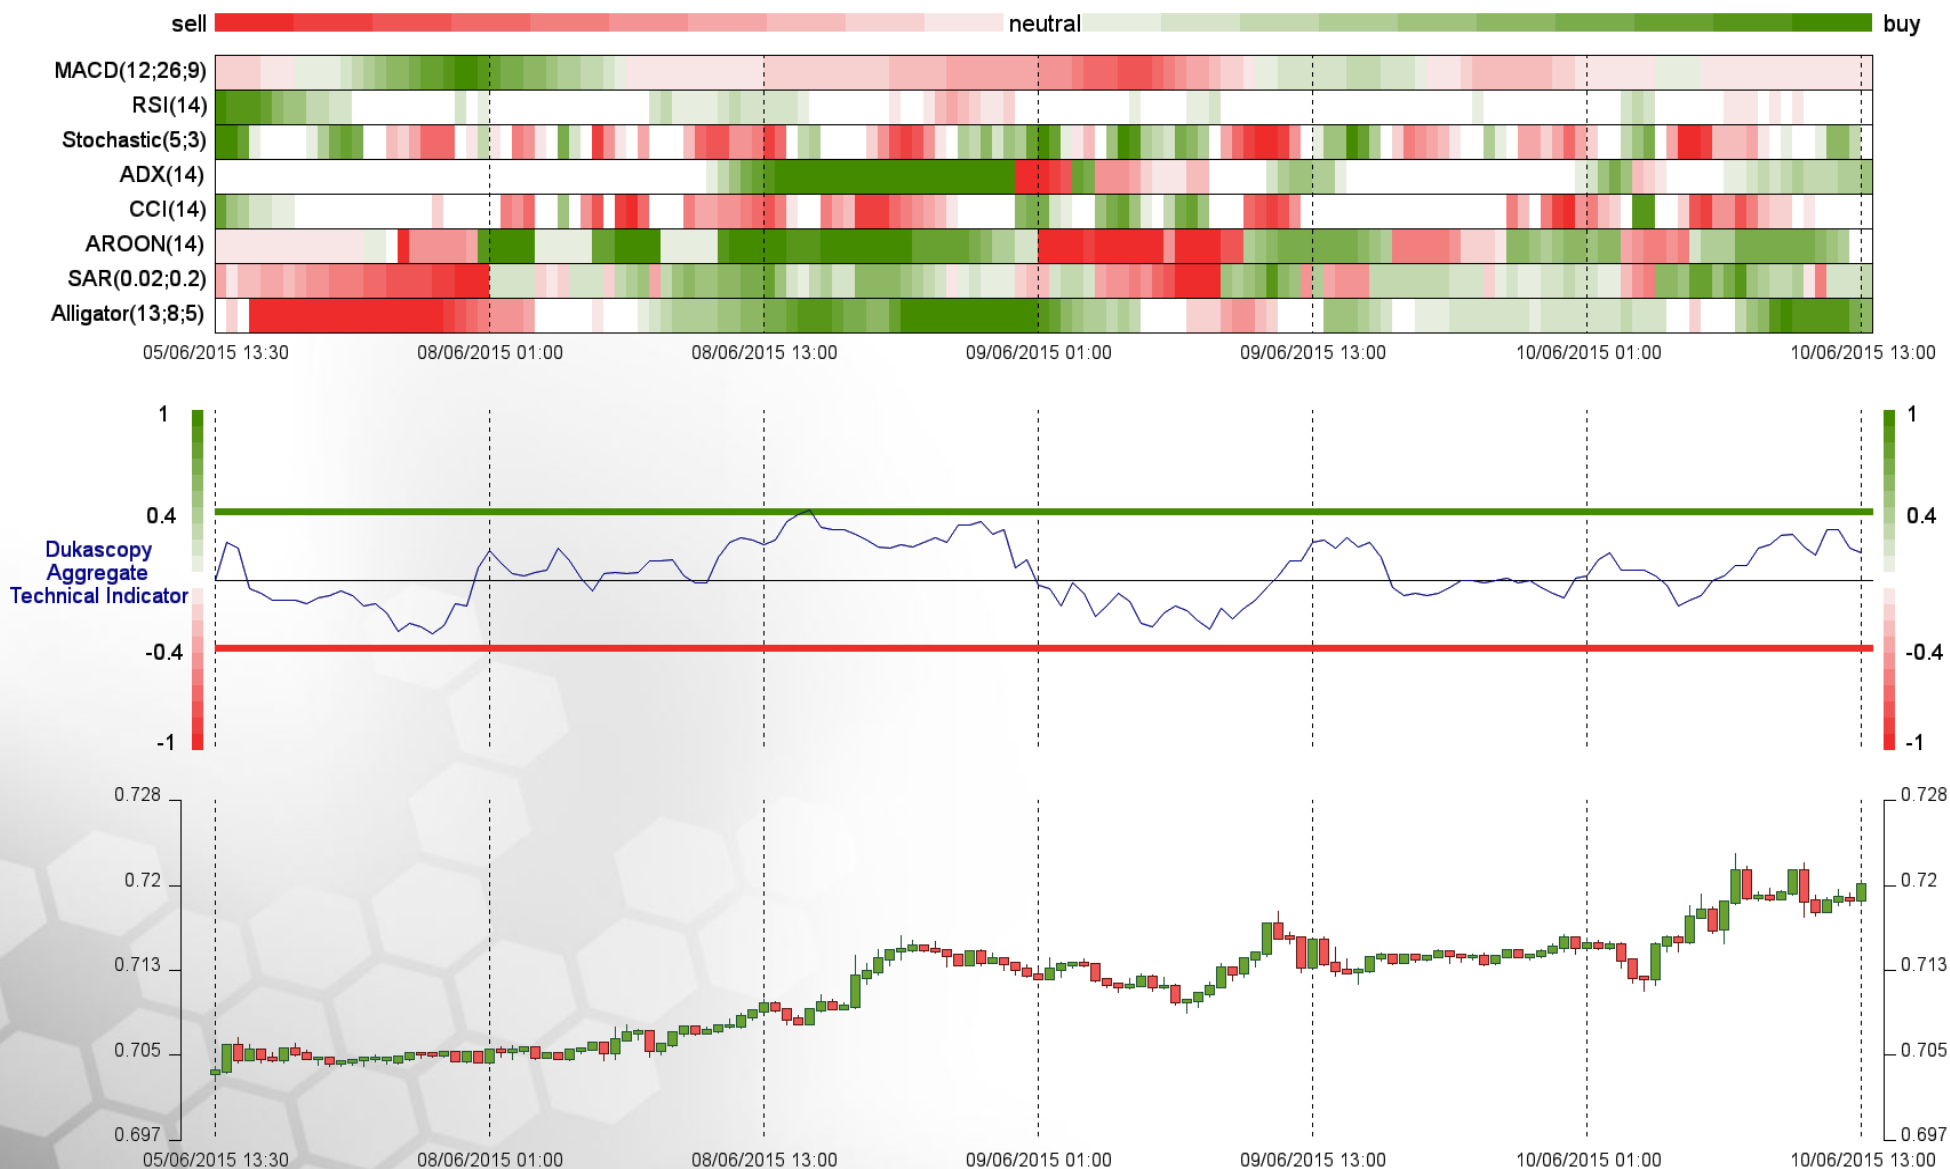 sell neutral buy
MACD(12;26;9)
RSI(14)
Stochastic(5;3)
ADX(14)
CCI(14)
AROON(14)
SAR(0.02;0.2)
Alligator(13;8;5)
05/06/2015 13:30 08/06/2015 01:00 08/06/2015 13:00 09/06/2015 01:00 09/06/2015 13:00 10/06/2015 01:00 10/06/2015 13:00
1 1
0.4 0.4
Dukascopy
Aggregate
Technical Indicator
-0.4 -0.4
-1 -1
0.728 0.728
0.72 0.72
0.713 0.713
0.705 0.705
0.697 0.697
05/06/2015 13:30 08/06/2015 01:00 08/06/2015 13:00 09/06/2015 01:00 09/06/2015 13:00 10/06/2015 01:00 10/06/2015 13:00